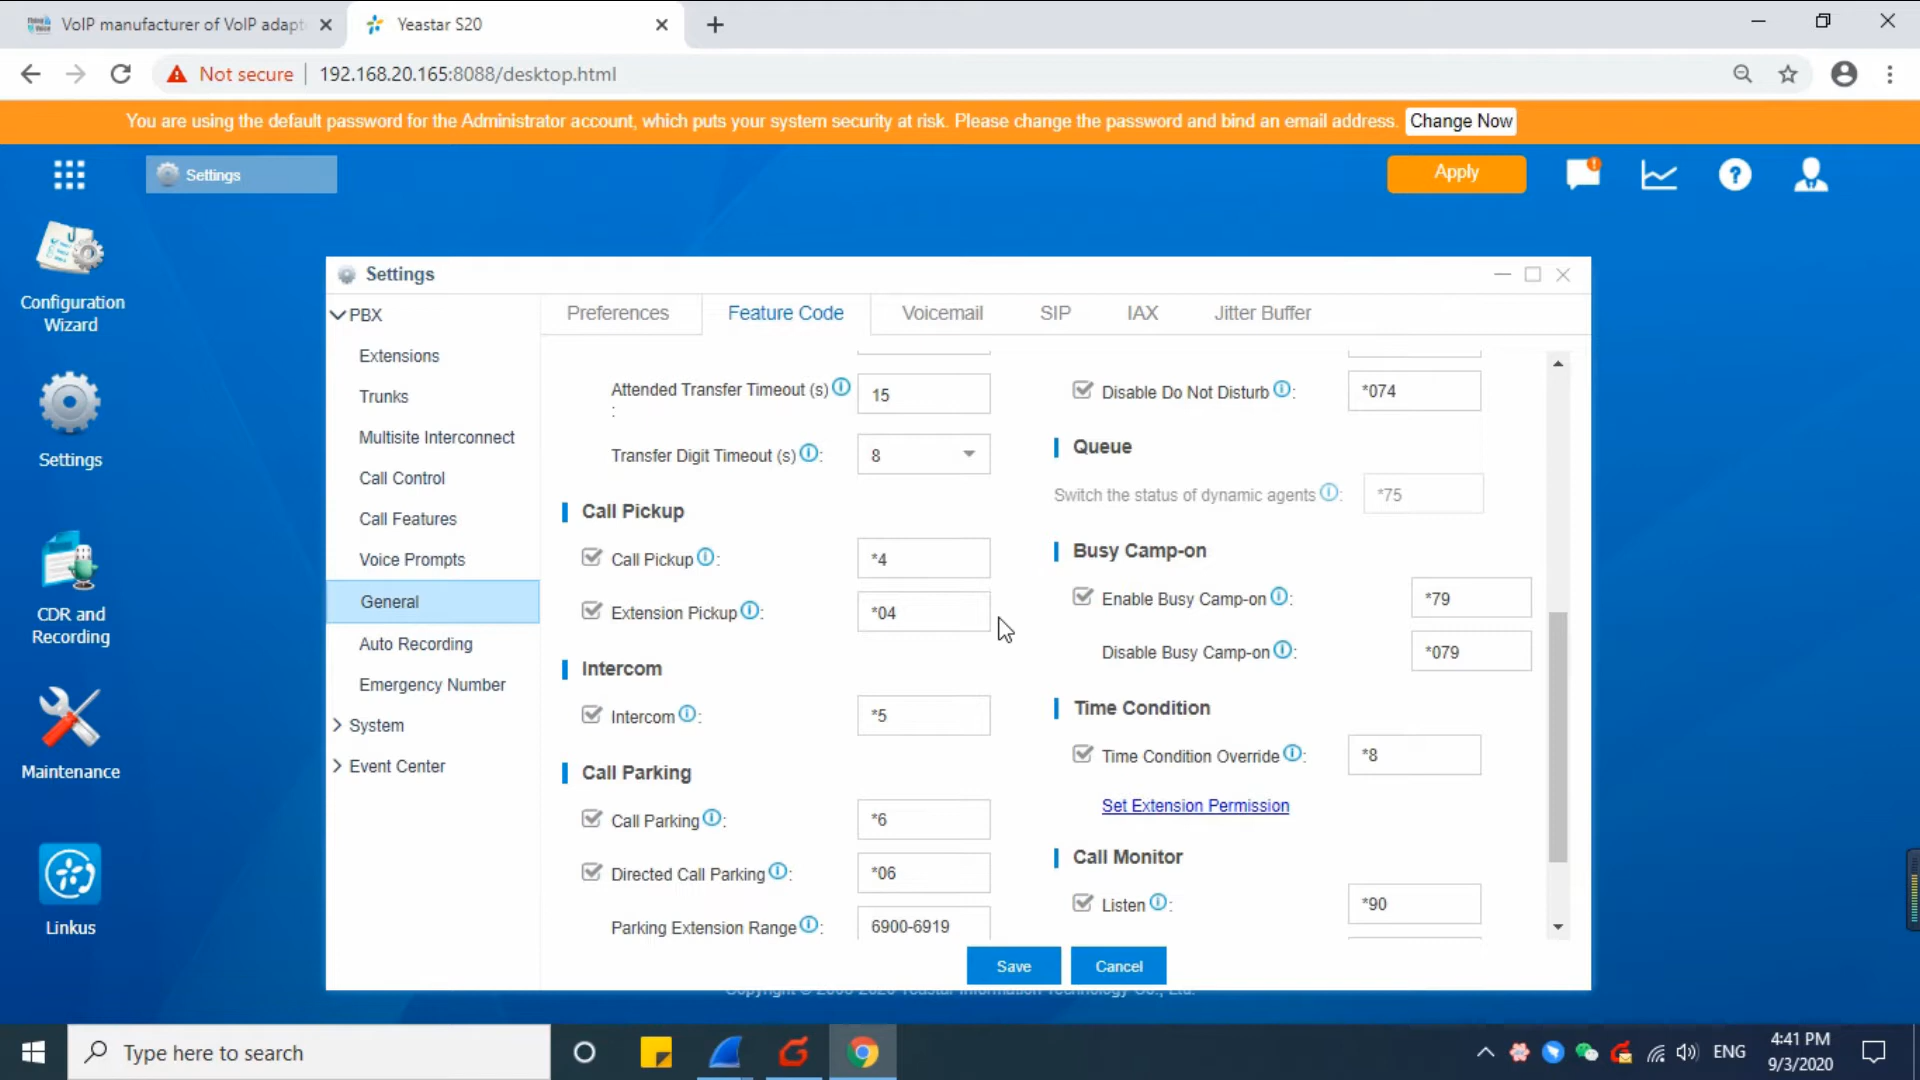 VoIP manufacturer of VoIP adapt
Yeastar S20
Not secure
192.168.20.165:8088/desktop.html
You are using the default password for the Administrator account, which puts your system security at risk. Please change the password and bind an email address.
Change Now
Settings
Apply
Configuration
Wizard
Settings
CDR and
Recording
Maintenance
Linkus
Settings
PBX
Extensions
Trunks
Multisite Interconnect
Call Control
Call Features
Voice Prompts
General
Auto Recording
Emergency Number
System
Event Center
Preferences
Feature Code
Voicemail
SIP
IAX
Jitter Buffer
Attended Transfer Timeout (s)
: 15
Transfer Digit Timeout (s) : 8
Call Pickup
Call Pickup : *4
Extension Pickup : *04
Intercom
Intercom : *5
Call Parking
Call Parking : *6
Directed Call Parking : *06
Parking Extension Range : 6900-6919
Disable Do Not Disturb : *074
Queue
Switch the status of dynamic agents : *75
Busy Camp-on
Enable Busy Camp-on : *79
Disable Busy Camp-on : *079
Time Condition
Time Condition Override : *8
Set Extension Permission
Call Monitor
Listen : *90
Save
Cancel
Type here to search
ENG
4:41 PM
9/3/2020